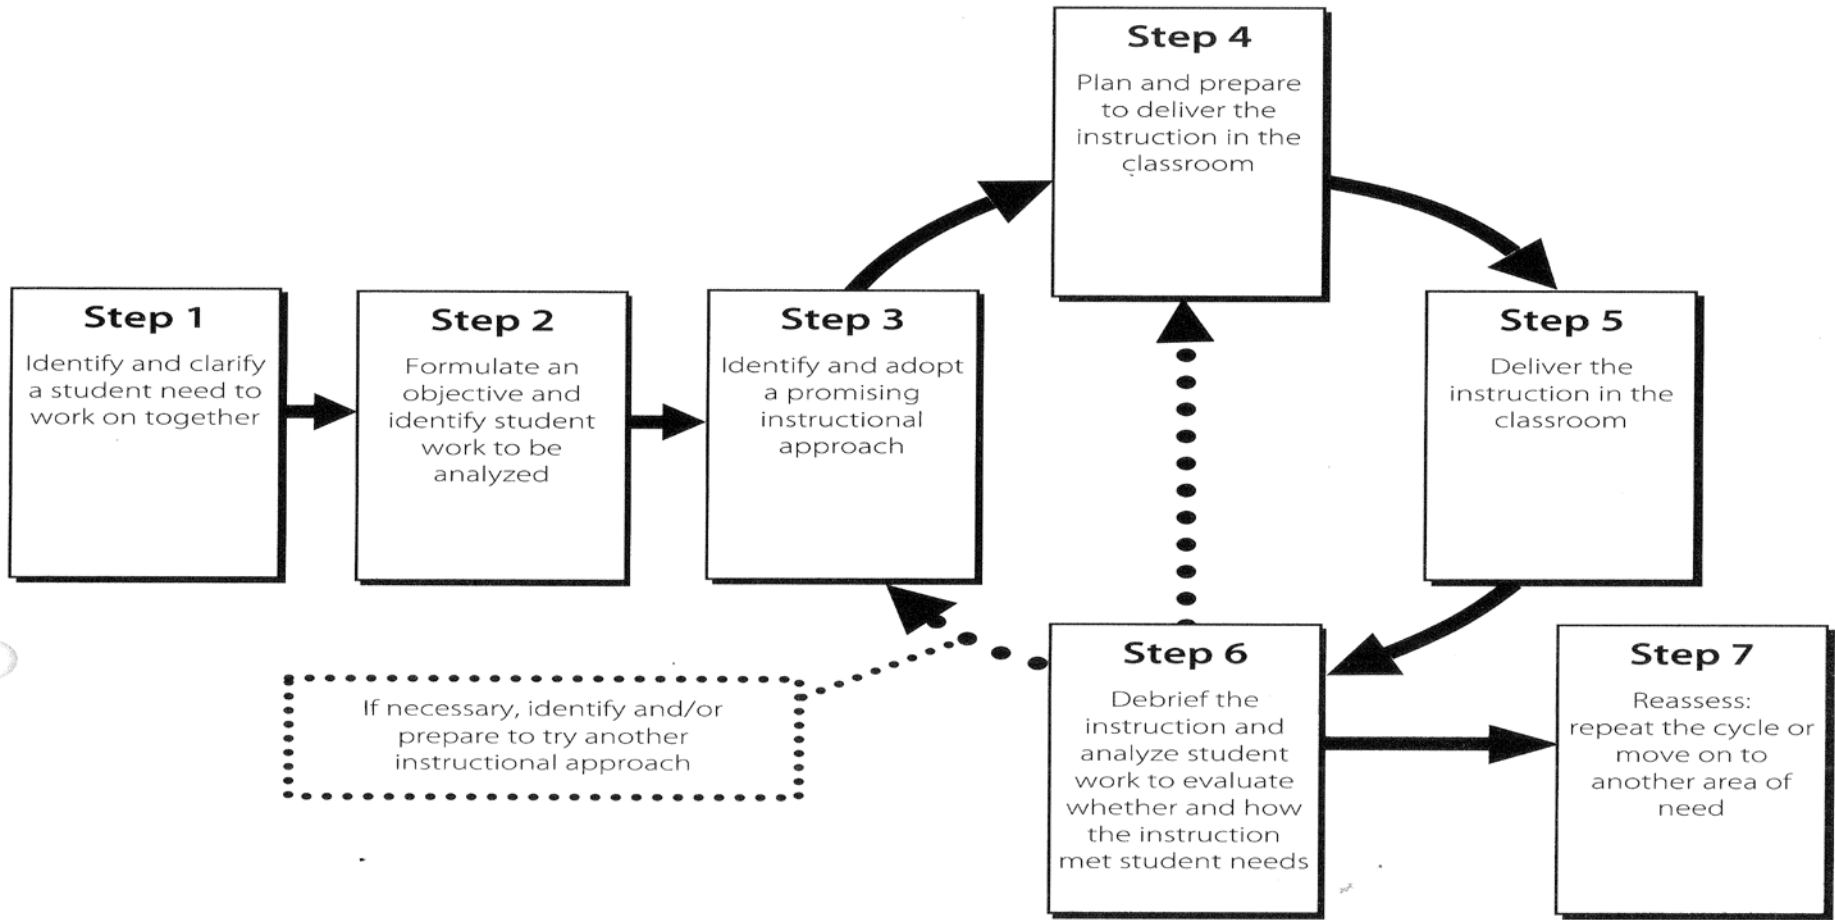 Step 1
Identify and clarify
a student need to
work on together
Step 2
Formulate an
objective and
identify student
work to be
analyzed
Step 3
Identify and adopt
a promising
instructional
approach
Step 4
Plan and prepare
to deliver the
instruction in the
classroom
Step 5
Deliver the
instruction in the
classroom
Step 6
Debrief the
instruction and
analyze student
work to evaluate
whether and how
the instruction
met student needs
Step 7
Reassess:
repeat the cycle or
move on to
another area of
need
If necessary, identify and/or
prepare to try another
instructional approach